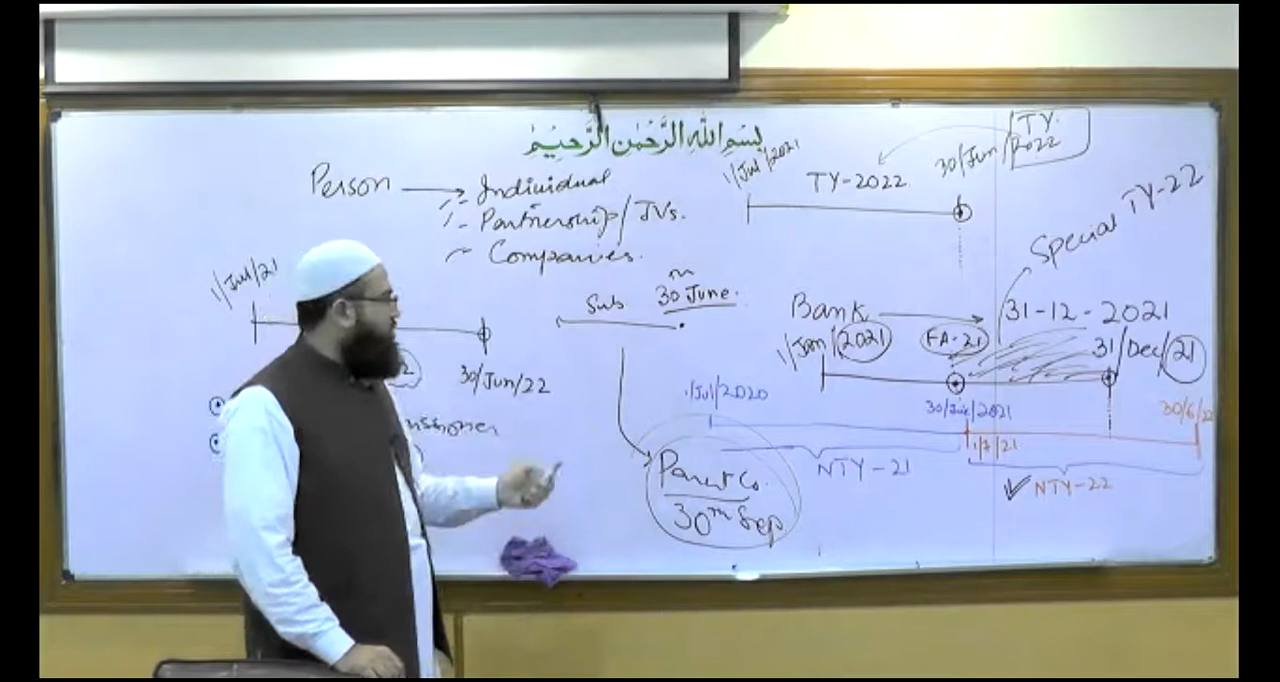 بِسْمِ اللهِ الرَّحْمٰنِ الرَّحِيْمِ
Person → Individual
Partnership / JVs.
Companies.
1/Jul/21
30/Jun/22
Sub 30 June.
Parent Co.
30th Sep
1/Jul/2021
TY-2022
30/Jun/
TY.
2022
Special TY-22
Bank → 31-12-2021
1/Jan/2021
FA-21
31/Dec/21
1/Jul/2020
30/June/2021
1/7/21
30/6/22
NTY-21
✓ NTY-22